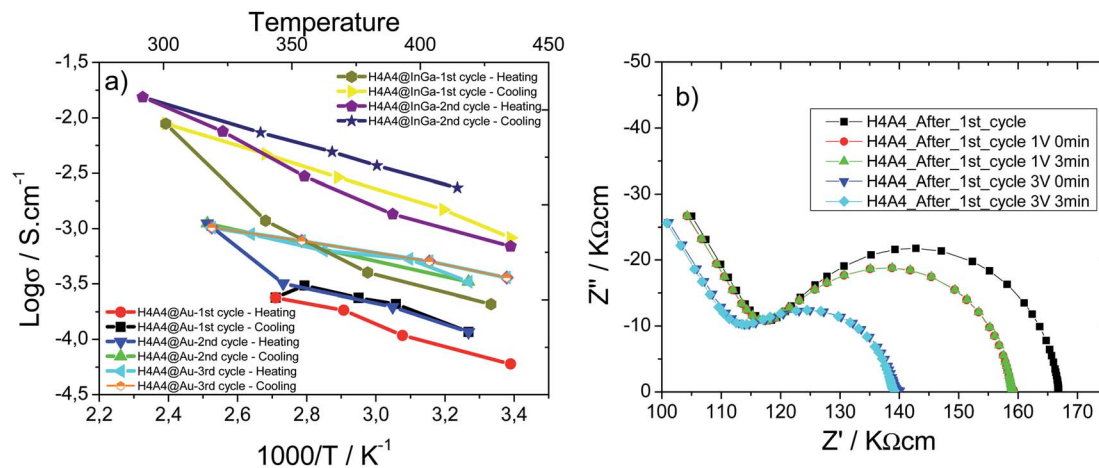 Temperature
300 350 400 450
a)
-1,5
-2,0
-2,5
-3,0
-3,5
-4,0
-4,5
Logσ / S.cm⁻¹
H4A4@InGa-1st cycle - Heating
H4A4@InGa-1st cycle - Cooling
H4A4@InGa-2nd cycle - Heating
H4A4@InGa-2nd cycle - Cooling
H4A4@Au-1st cycle - Heating
H4A4@Au-1st cycle - Cooling
H4A4@Au-2nd cycle - Heating
H4A4@Au-2nd cycle - Cooling
H4A4@Au-3rd cycle - Heating
H4A4@Au-3rd cycle - Cooling
2,2 2,4 2,6 2,8 3,0 3,2 3,4
1000/T / K⁻¹
b)
-50
-40
-30
-20
-10
0
Z'' / KΩcm
H4A4_After_1st_cycle
H4A4_After_1st_cycle 1V 0min
H4A4_After_1st_cycle 1V 3min
H4A4_After_1st_cycle 3V 0min
H4A4_After_1st_cycle 3V 3min
100 110 120 130 140 150 160 170
Z' / KΩcm